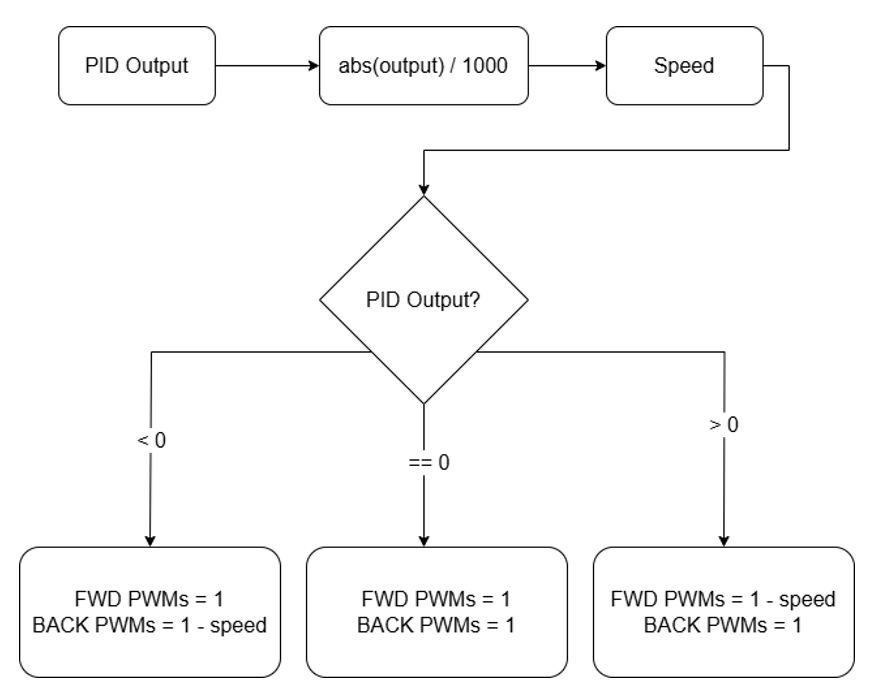 PID Output
abs(output) / 1000
Speed
PID Output?
< 0
== 0
> 0
FWD PWMs = 1
BACK PWMs = 1 - speed
FWD PWMs = 1
BACK PWMs = 1
FWD PWMs = 1 - speed
BACK PWMs = 1